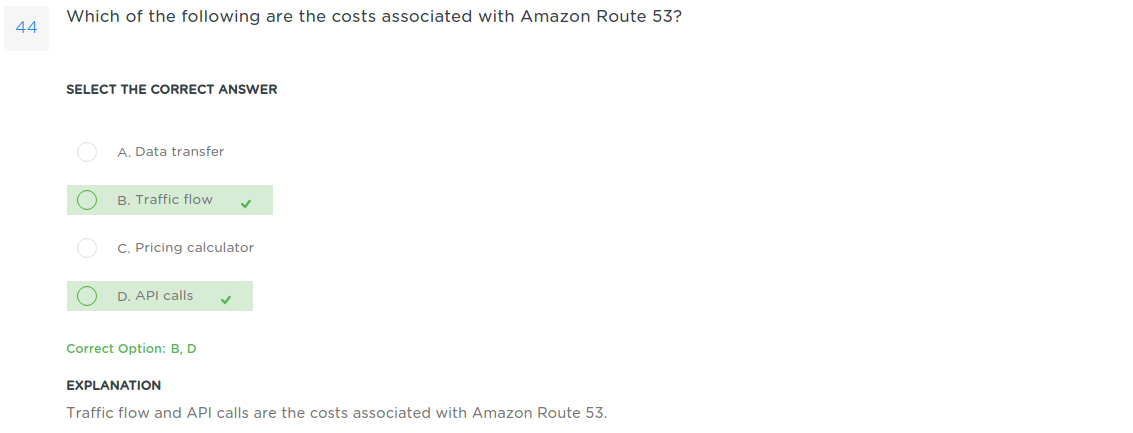 44
Which of the following are the costs associated with Amazon Route 53?
SELECT THE CORRECT ANSWER
A. Data transfer
B. Traffic flow
C. Pricing calculator
D. API calls
Correct Option: B, D
EXPLANATION
Traffic flow and API calls are the costs associated with Amazon Route 53.